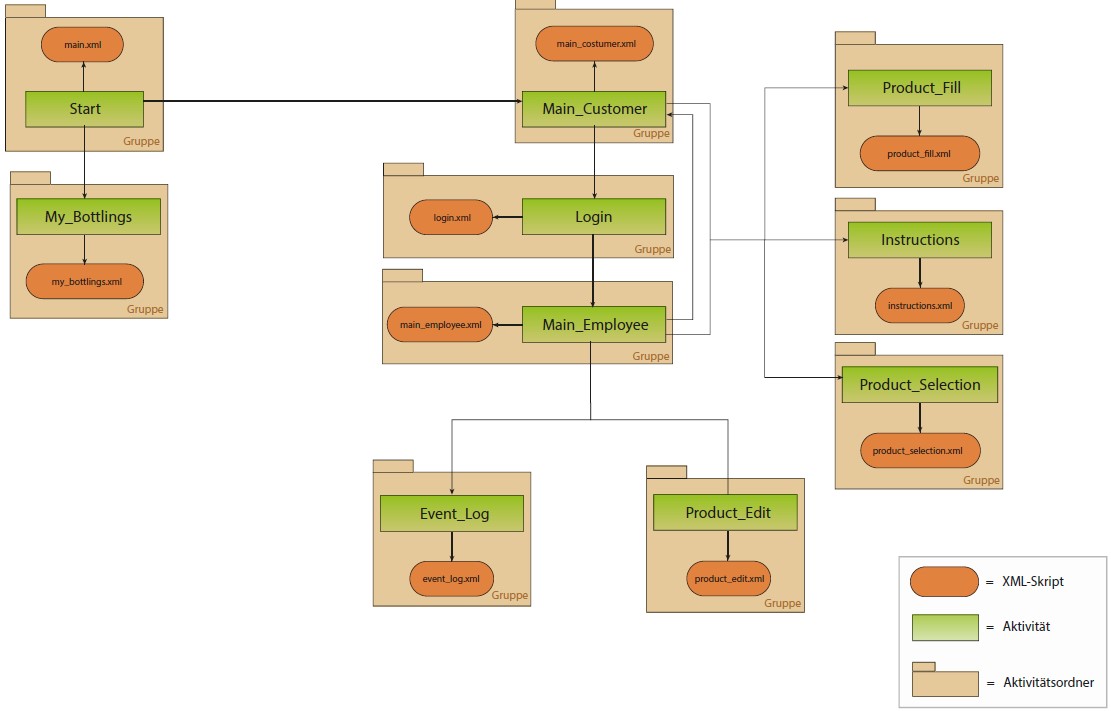 main.xml
Start
Gruppe
My_Bottlings
my_bottlings.xml
Gruppe
main_costumer.xml
Main_Customer
Gruppe
login.xml
Login
Gruppe
main_employee.xml
Main_Employee
Gruppe
Event_Log
event_log.xml
Gruppe
Product_Edit
product_edit.xml
Gruppe
Product_Fill
product_fill.xml
Gruppe
Instructions
instructions.xml
Gruppe
Product_Selection
product_selection.xml
Gruppe
= XML-Skript
= Aktivität
= Aktivitätsordner